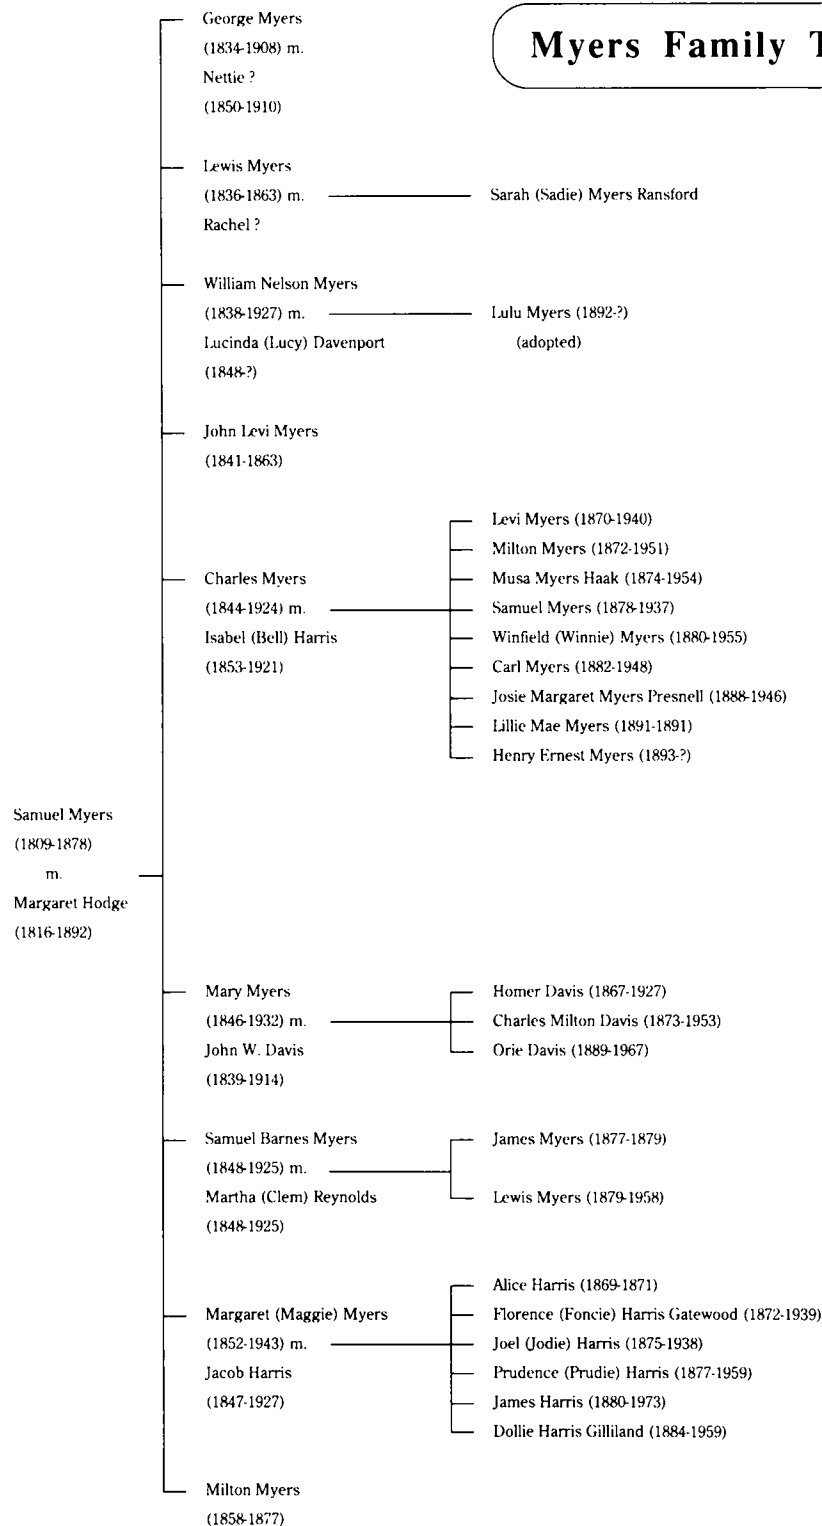 Myers Family T
George Myers
(1834-1908) m.
Nettie ?
(1850-1910)
Lewis Myers
(1836-1863) m.
Rachel ?
Sarah (Sadie) Myers Ransford
William Nelson Myers
(1838-1927) m.
Lucinda (Lucy) Davenport
(1848-?)
Lulu Myers (1892-?)
(adopted)
John Levi Myers
(1841-1863)
Charles Myers
(1844-1924) m.
Isabel (Bell) Harris
(1853-1921)
Levi Myers (1870-1940)
Milton Myers (1872-1951)
Musa Myers Haak (1874-1954)
Samuel Myers (1878-1937)
Winfield (Winnie) Myers (1880-1955)
Carl Myers (1882-1948)
Josie Margaret Myers Presnell (1888-1946)
Lillie Mae Myers (1891-1891)
Henry Ernest Myers (1893-?)
Samuel Myers
(1809-1878)
m.
Margaret Hodge
(1816-1892)
Mary Myers
(1846-1932) m.
John W. Davis
(1839-1914)
Homer Davis (1867-1927)
Charles Milton Davis (1873-1953)
Orie Davis (1889-1967)
Samuel Barnes Myers
(1848-1925) m.
Martha (Clem) Reynolds
(1848-1925)
James Myers (1877-1879)
Lewis Myers (1879-1958)
Margaret (Maggie) Myers
(1852-1943) m.
Jacob Harris
(1847-1927)
Alice Harris (1869-1871)
Florence (Foncie) Harris Gatewood (1872-1939)
Joel (Jodie) Harris (1875-1938)
Prudence (Prudie) Harris (1877-1959)
James Harris (1880-1973)
Dollie Harris Gilliland (1884-1959)
Milton Myers
(1858-1877)